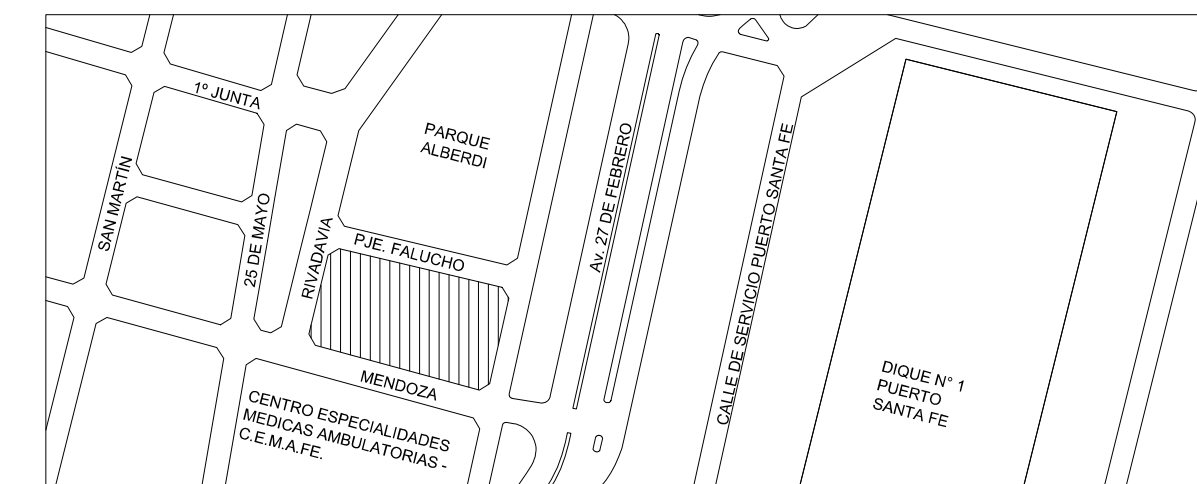 1º JUNTA
PARQUE
ALBERDI
SAN MARTÍN
25 DE MAYO
RIVADAVIA
PJE. FALUCHO
Av. 27 DE FEBRERO
CALLE DE SERVICIO PUERTO SANTA FE
MENDOZA
CENTRO ESPECIALIDADES
MEDICAS AMBULATORIAS -
C.E.M.A.FE.
DIQUE N° 1
PUERTO
SANTA FE